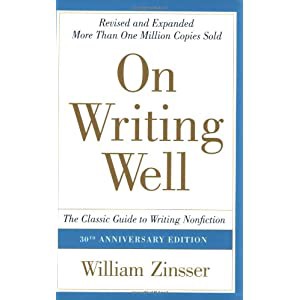 Revised and Expanded
More Than One Million Copies Sold
On
Writing
Well
The Classic Guide to Writing Nonfiction
30TH ANNIVERSARY EDITION
William Zinsser